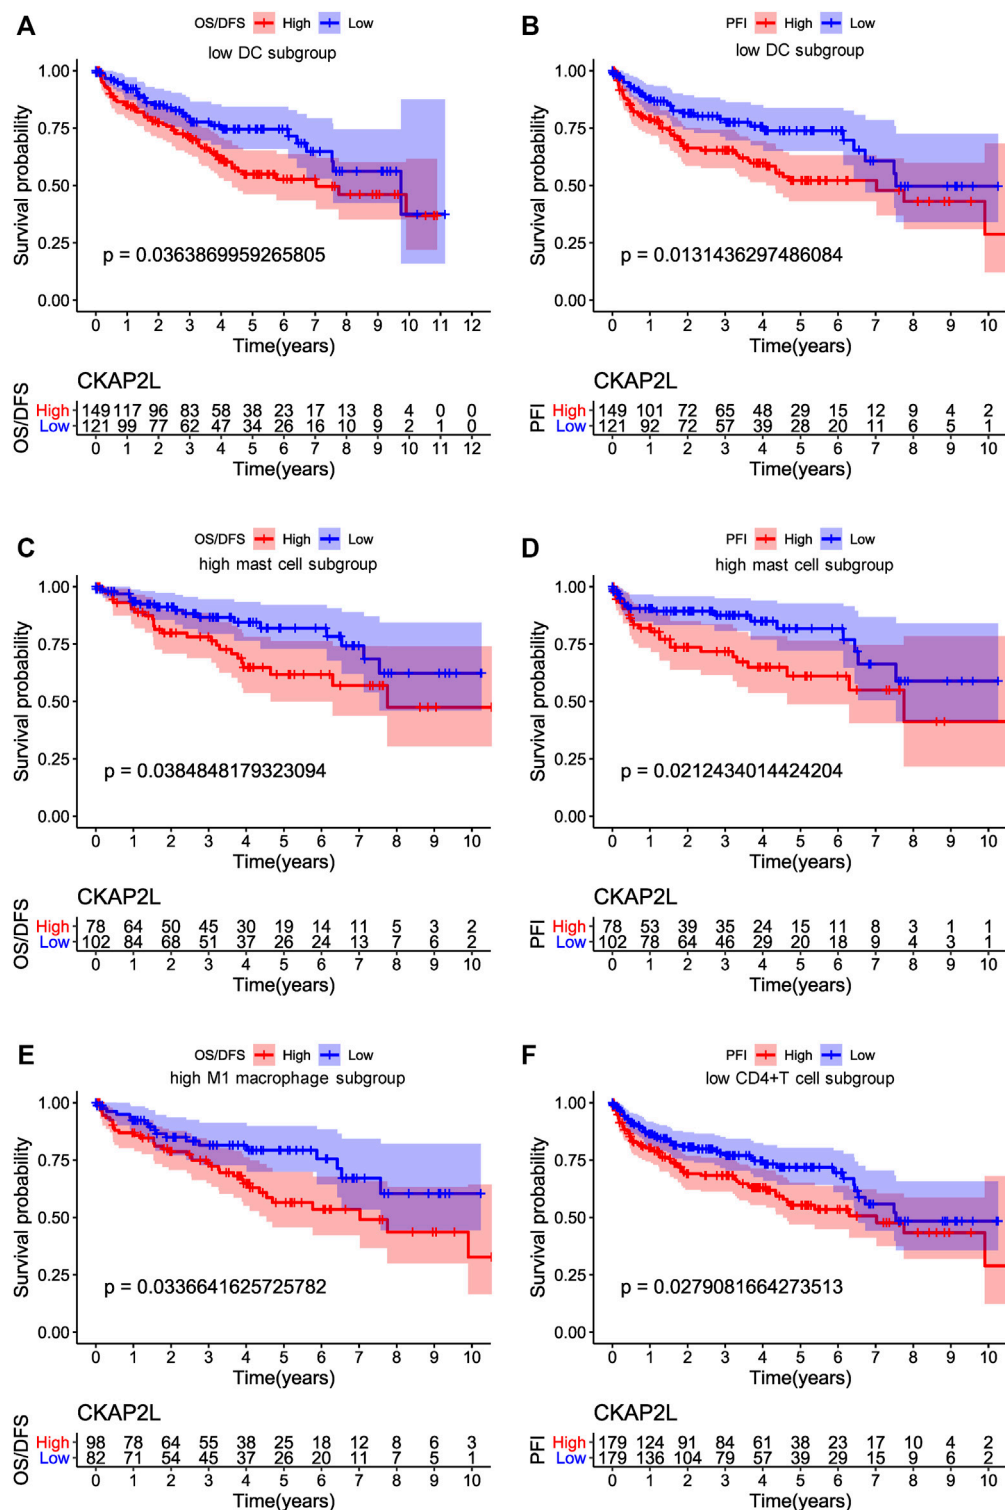 A
OS/DFS High Low
low DC subgroup
Survival probability
1.00
0.75
0.50
0.25
0.00
p = 0.0363869959265805
0 1 2 3 4 5 6 7 8 9 10 11 12
Time(years)
CKAP2L
OS/DFS
High 149 117 96 83 58 38 23 17 13 8 4 0 0
Low 121 99 77 62 47 34 26 16 10 9 2 1 0
0 1 2 3 4 5 6 7 8 9 10 11 12
Time(years)
B
PFI High Low
low DC subgroup
Survival probability
1.00
0.75
0.50
0.25
0.00
p = 0.0131436297486084
0 1 2 3 4 5 6 7 8 9 10
Time(years)
CKAP2L
PFI
High 149 101 72 65 48 29 15 12 9 4 2
Low 121 92 72 57 39 28 20 11 6 5 1
0 1 2 3 4 5 6 7 8 9 10
Time(years)
C
OS/DFS High Low
high mast cell subgroup
Survival probability
1.00
0.75
0.50
0.25
0.00
p = 0.0384848179323094
0 1 2 3 4 5 6 7 8 9 10
Time(years)
CKAP2L
OS/DFS
High 78 64 50 45 30 19 14 11 5 3 2
Low 102 84 68 51 37 26 24 13 7 6 2
0 1 2 3 4 5 6 7 8 9 10
Time(years)
D
PFI High Low
high mast cell subgroup
Survival probability
1.00
0.75
0.50
0.25
0.00
p = 0.0212434014424204
0 1 2 3 4 5 6 7 8 9 10
Time(years)
CKAP2L
PFI
High 78 53 39 35 24 15 11 8 3 1 1
Low 102 78 64 46 29 20 18 9 4 3 1
0 1 2 3 4 5 6 7 8 9 10
Time(years)
E
OS/DFS High Low
high M1 macrophage subgroup
Survival probability
1.00
0.75
0.50
0.25
0.00
p = 0.0336641625725782
0 1 2 3 4 5 6 7 8 9 10
Time(years)
CKAP2L
OS/DFS
High 98 78 64 55 38 25 18 12 8 6 3
Low 82 71 54 45 37 26 20 11 7 5 1
0 1 2 3 4 5 6 7 8 9 10
Time(years)
F
PFI High Low
low CD4+T cell subgroup
Survival probability
1.00
0.75
0.50
0.25
0.00
p = 0.0279081664273513
0 1 2 3 4 5 6 7 8 9 10
Time(years)
CKAP2L
PFI
High 179 124 91 84 61 38 23 17 10 4 2
Low 179 136 104 79 57 39 29 15 9 6 2
0 1 2 3 4 5 6 7 8 9 10
Time(years)